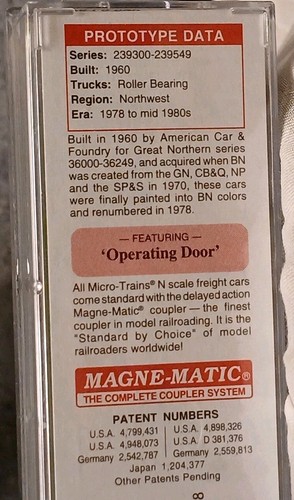 PROTOTYPE DATA
Series: 239300-239549
Built: 1960
Trucks: Roller Bearing
Region: Northwest
Era: 1978 to mid 1980s
Built in 1960 by American Car &
Foundry for Great Northern series
36000-36249, and acquired when BN
was created from the GN, CB&Q, NP
and the SP&S in 1970, these cars
were finally painted into BN colors
and renumbered in 1978.
— FEATURING —
'Operating Door'
All Micro-Trains® N scale freight cars
come standard with the delayed action
Magne-Matic® coupler — the finest
coupler in model railroading. It is the
"Standard by Choice" of model
railroaders worldwide!
MAGNE-MATIC®
THE COMPLETE COUPLER SYSTEM
PATENT NUMBERS
U.S.A. 4,799,431 U.S.A. 4,898,326
U.S.A. 4,948,073 U.S.A. D 381,376
Germany 2,542,787 Germany 2,559,813
Japan 1,204,377
Other Patents Pending